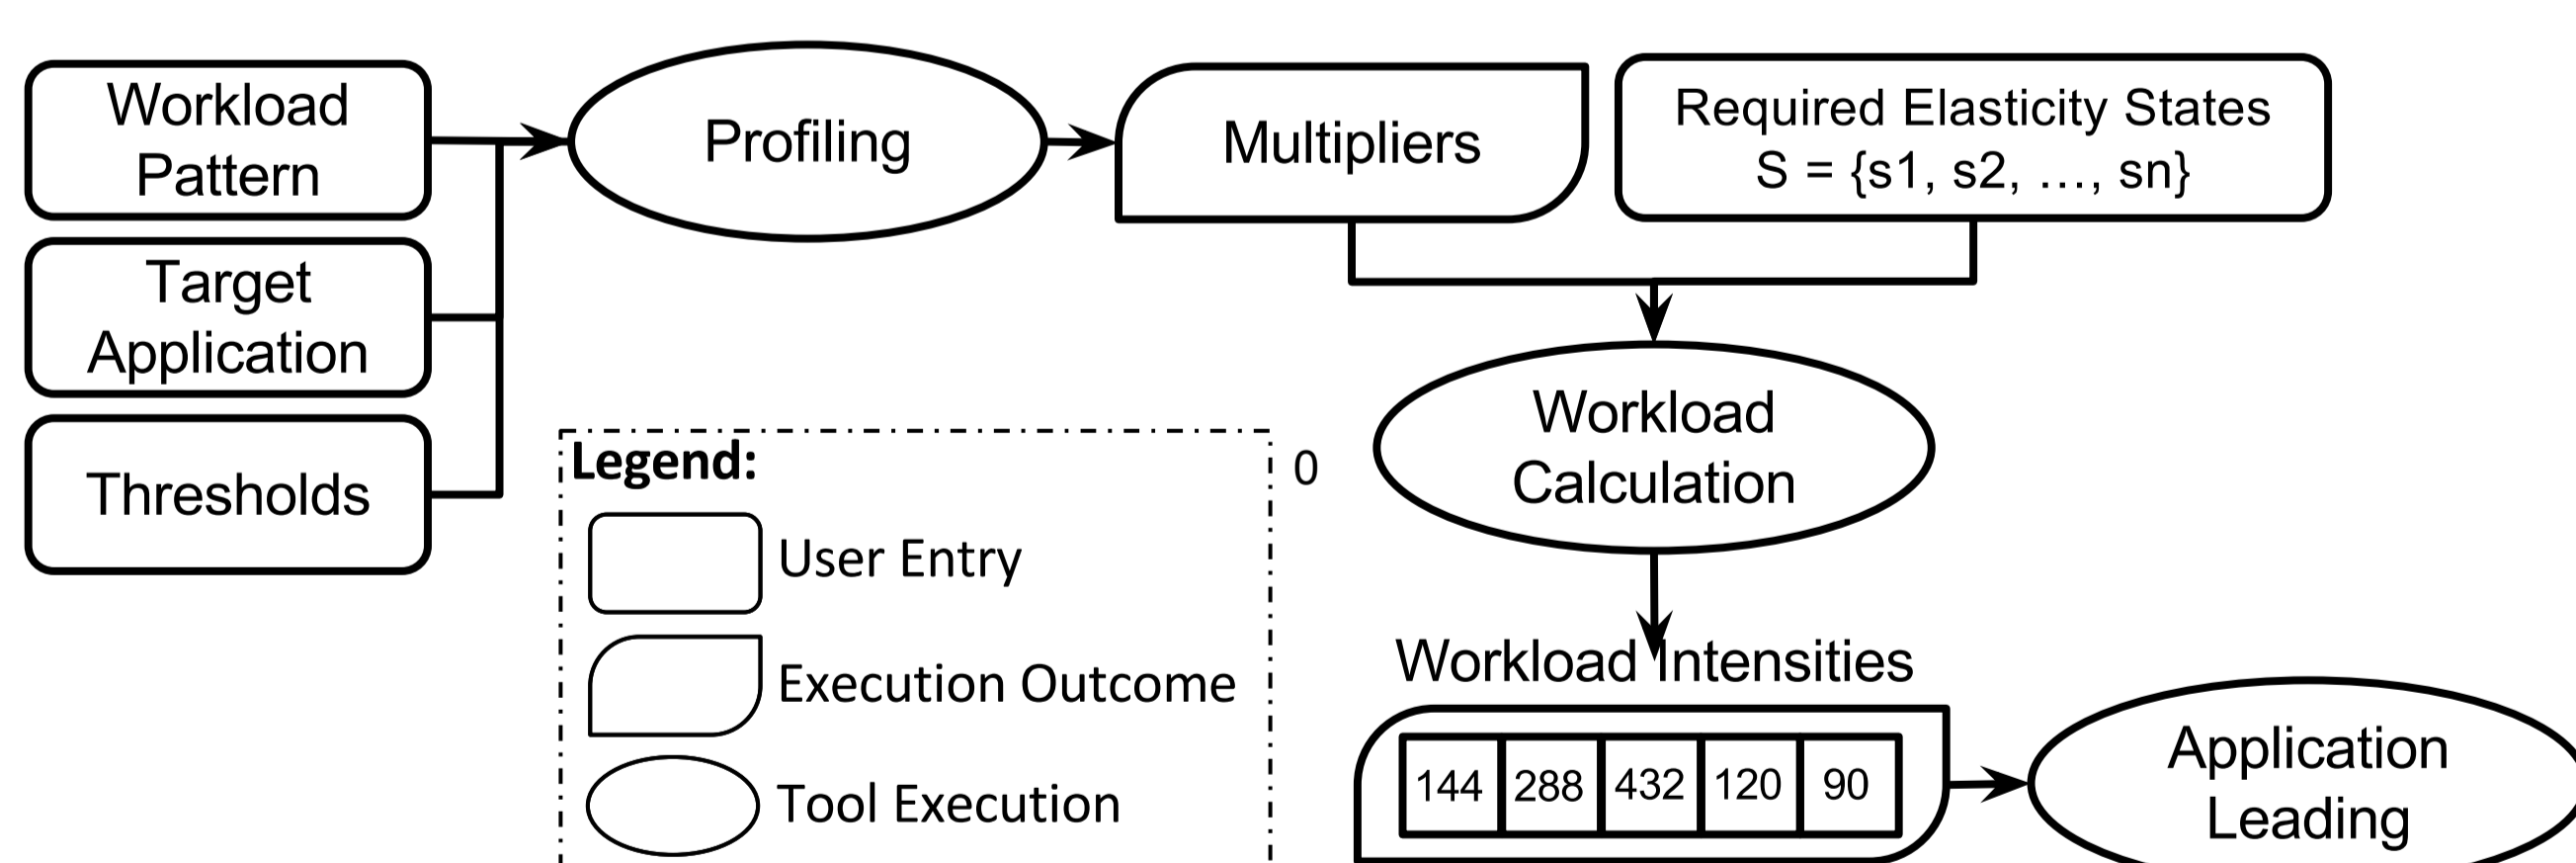 Workload
Pattern
Target
Application
Thresholds
Profiling
Multipliers
Required Elasticity States
S = {s1, s2, ..., sn}
Workload
Calculation
0
Legend:
User Entry
Execution Outcome
Tool Execution
Workload Intensities
144 288 432 120 90
Application
Leading